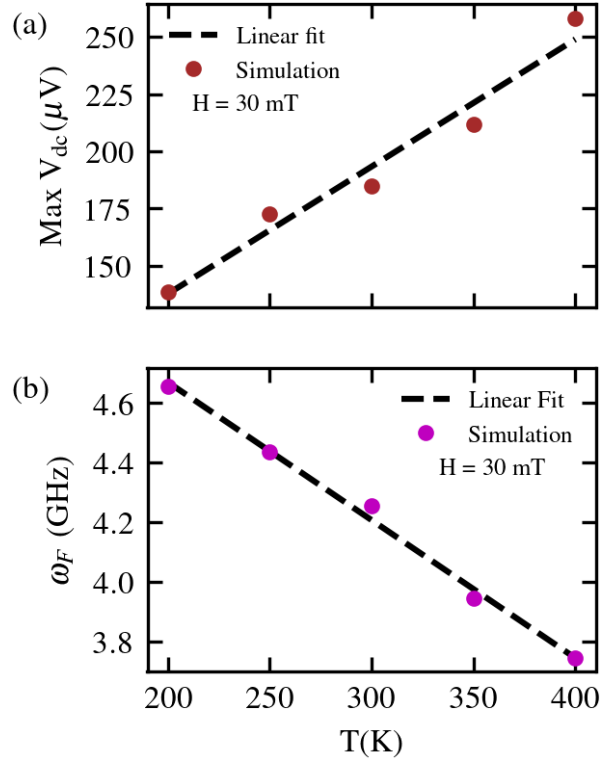 (a)
Linear fit
Simulation
H = 30 mT
Max V_dc(μV)
250
225
200
175
150
(b)
Linear Fit
Simulation
H = 30 mT
ω_F (GHz)
4.6
4.4
4.2
4.0
3.8
200 250 300 350 400
T(K)